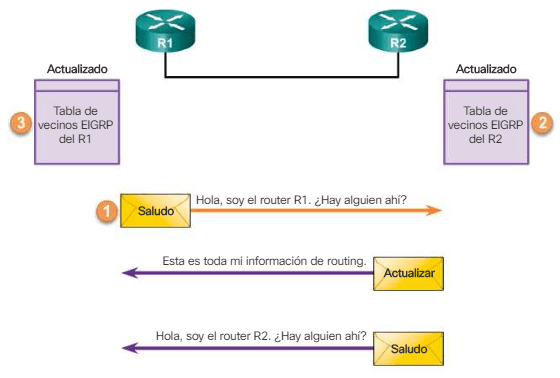 R1
R2
Actualizado
Actualizado
3
Tabla de
vecinos EIGRP
del R1
Tabla de
vecinos EIGRP
del R2
2
1
Saludo
Hola, soy el router R1. ¿Hay alguien ahí?
Esta es toda mi información de routing.
Actualizar
Hola, soy el router R2. ¿Hay alguien ahí?
Saludo